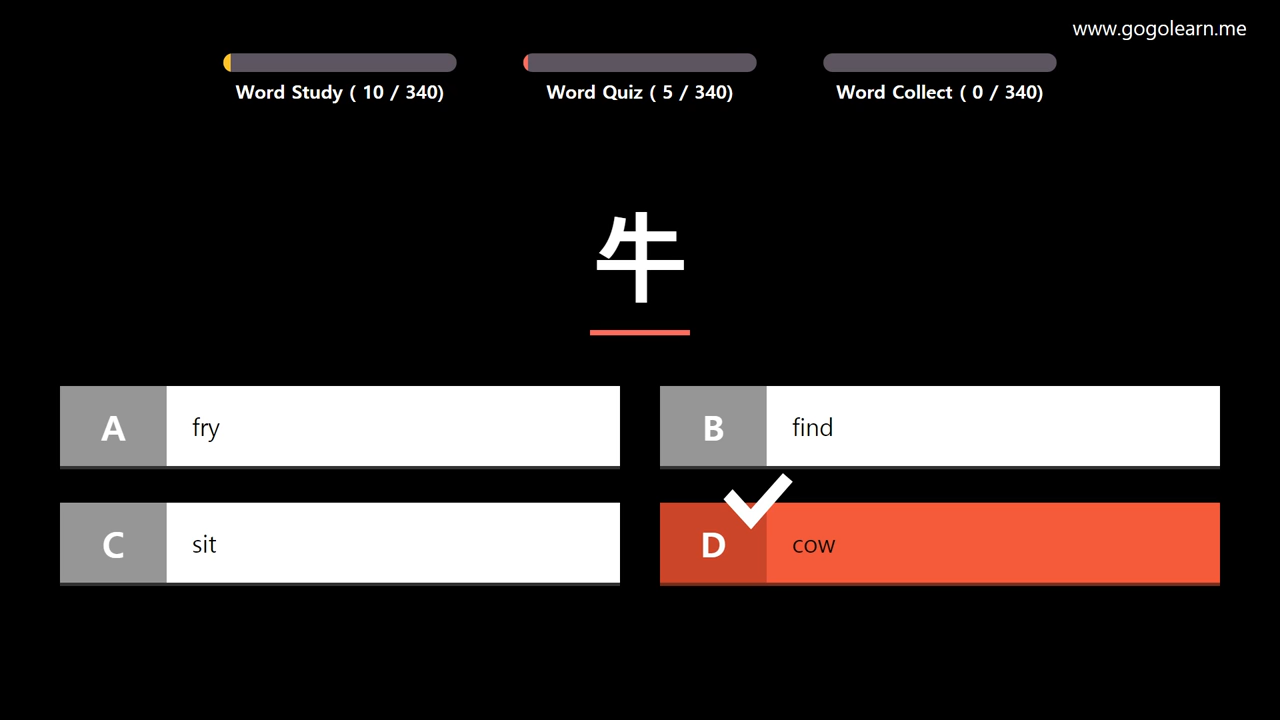 www.gogolearn.me
Word Study ( 10 / 340)
Word Quiz ( 5 / 340)
Word Collect ( 0 / 340)
牛
A fry
B find
C sit
D cow